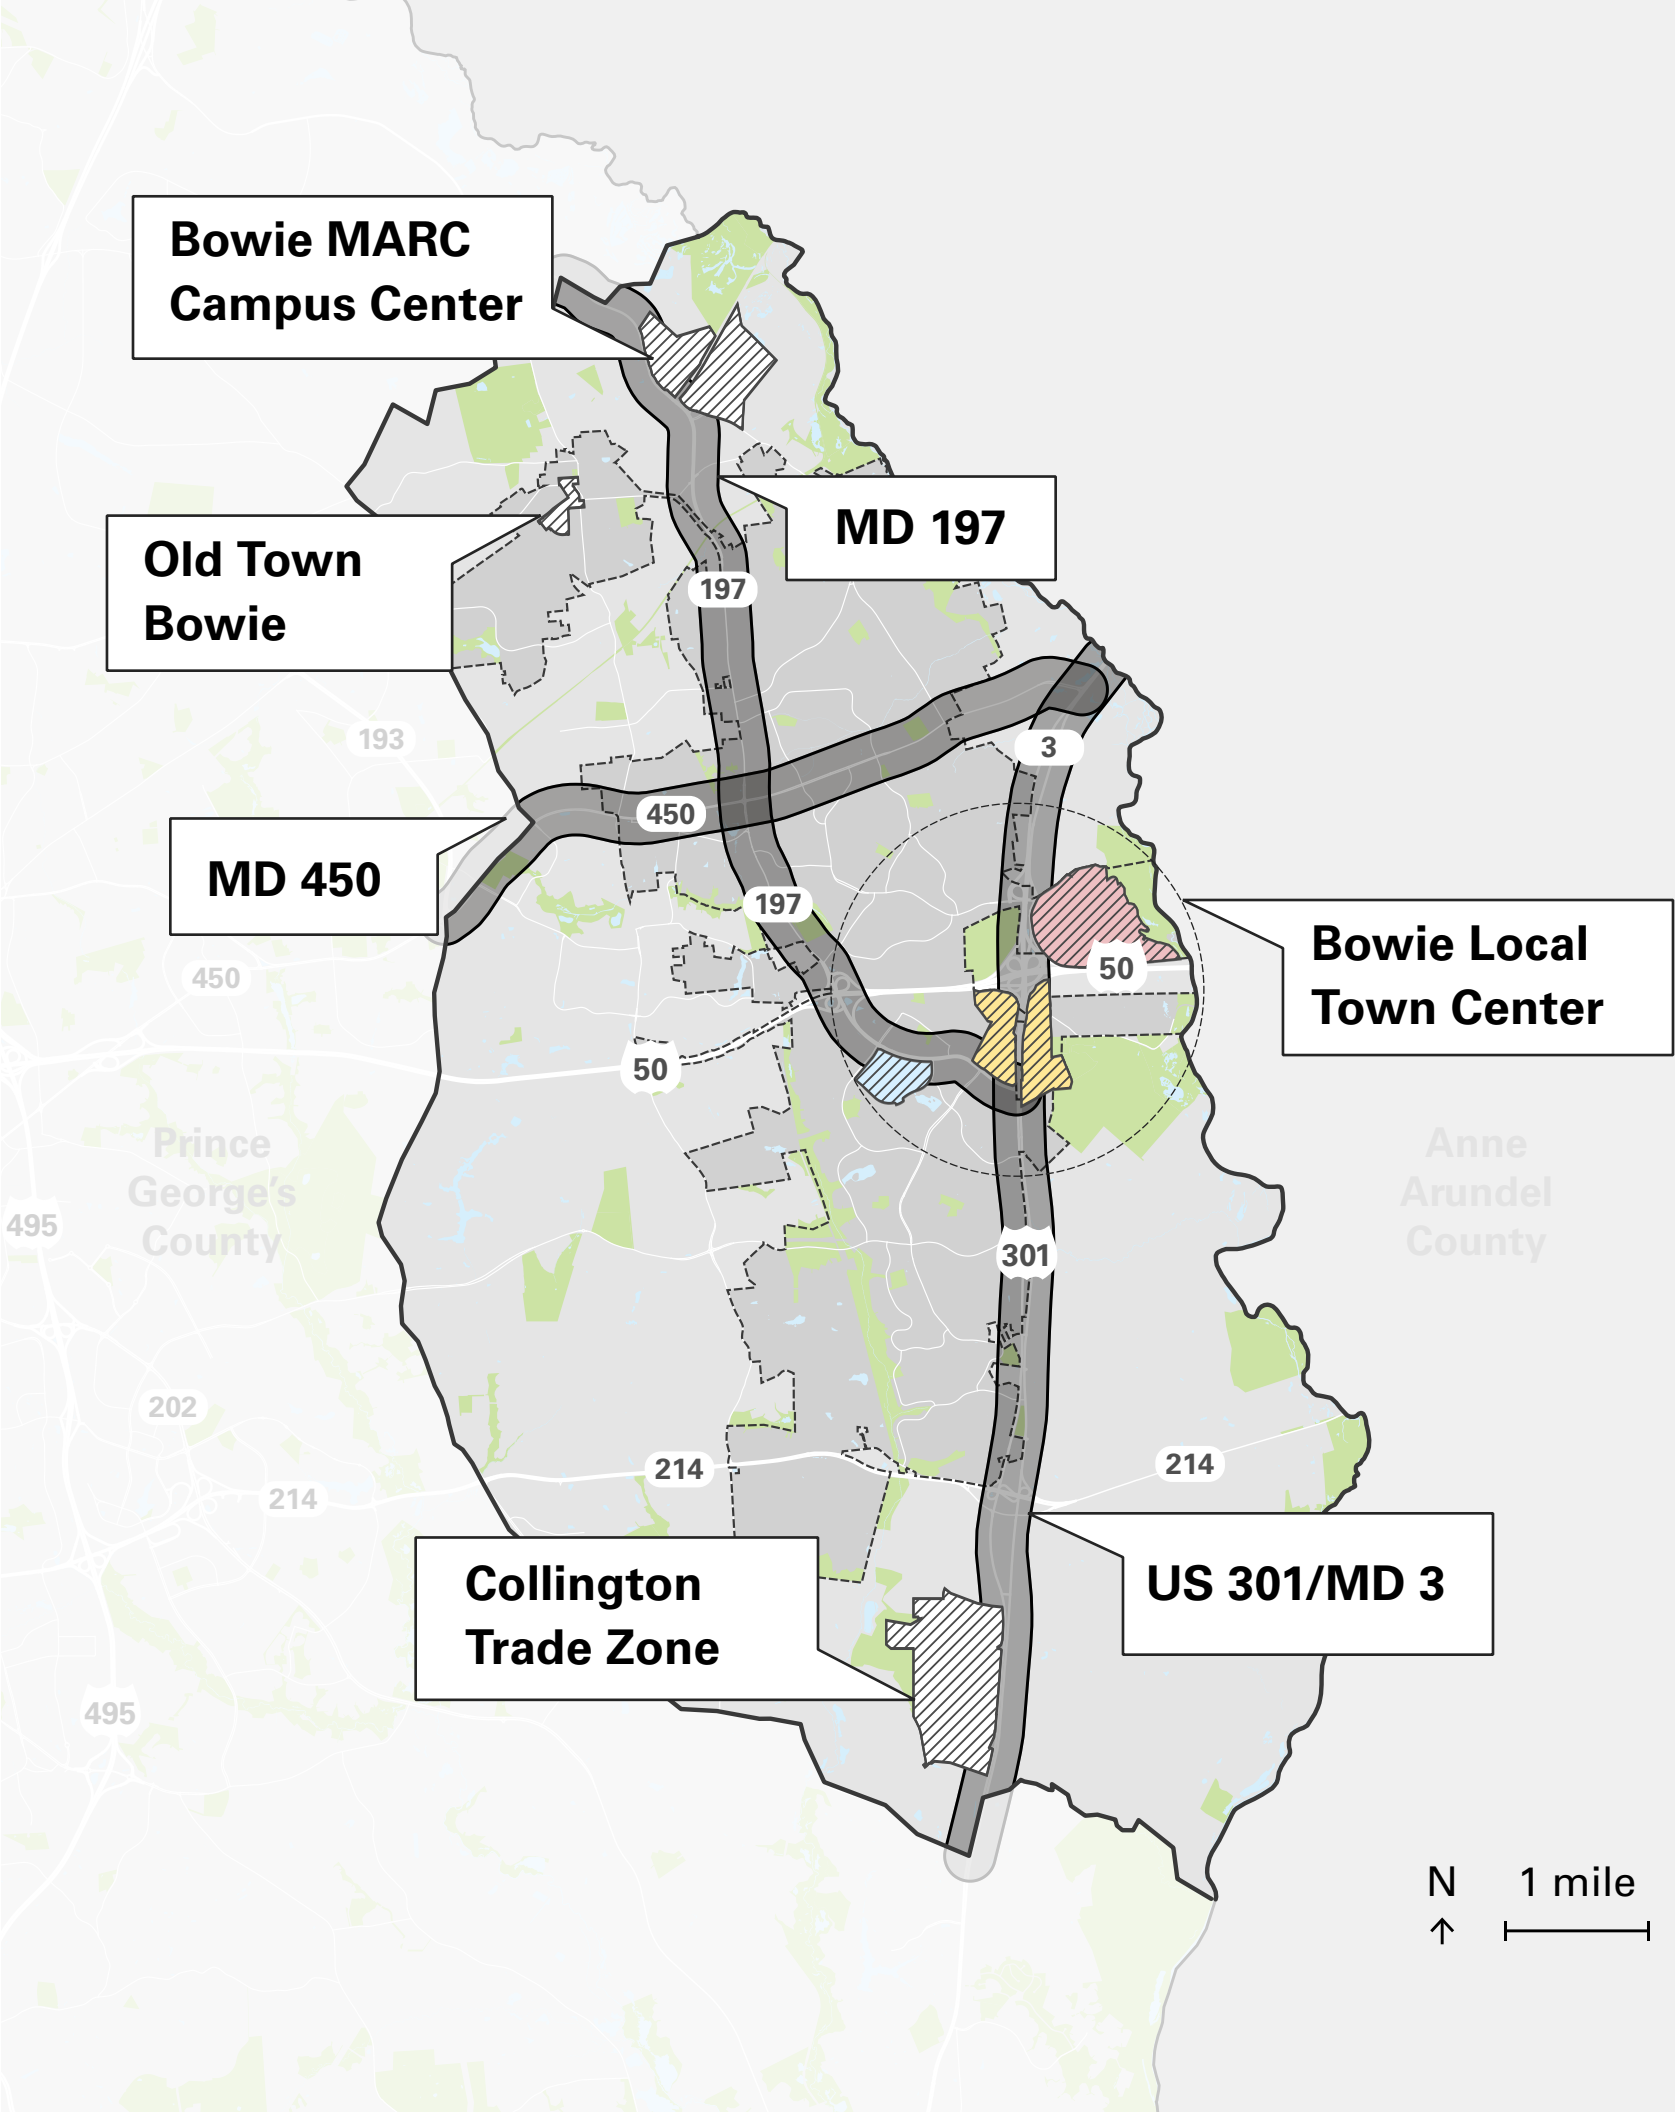 Bowie MARC
Campus Center
Old Town
Bowie
MD 197
197
193
3
450
MD 450
197
Bowie Local
Town Center
50
450
50
Prince
George's
County
Anne
Arundel
County
495
301
202
214
214
214
Collington
Trade Zone
US 301/MD 3
495
N
1 mile